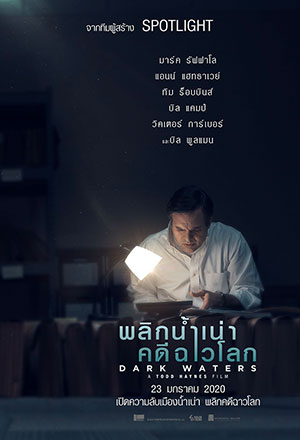 จากทีมผู้สร้าง SPOTLIGHT
มาร์ค รัฟฟาโล
แอนน์ แฮทธาเวย์
ทิม ร็อบบินส์
บิล แคมป์
วิคเตอร์ การ์เบอร์
และบิล พูลแมน
พลิกน้ำเน่า
คดีฉาวโลก
DARK WATERS
A TODD HAYNES FILM
23 มกราคม 2020
เปิดความลับเมืองน้ำเน่า พลิกคดีฉาวโลก